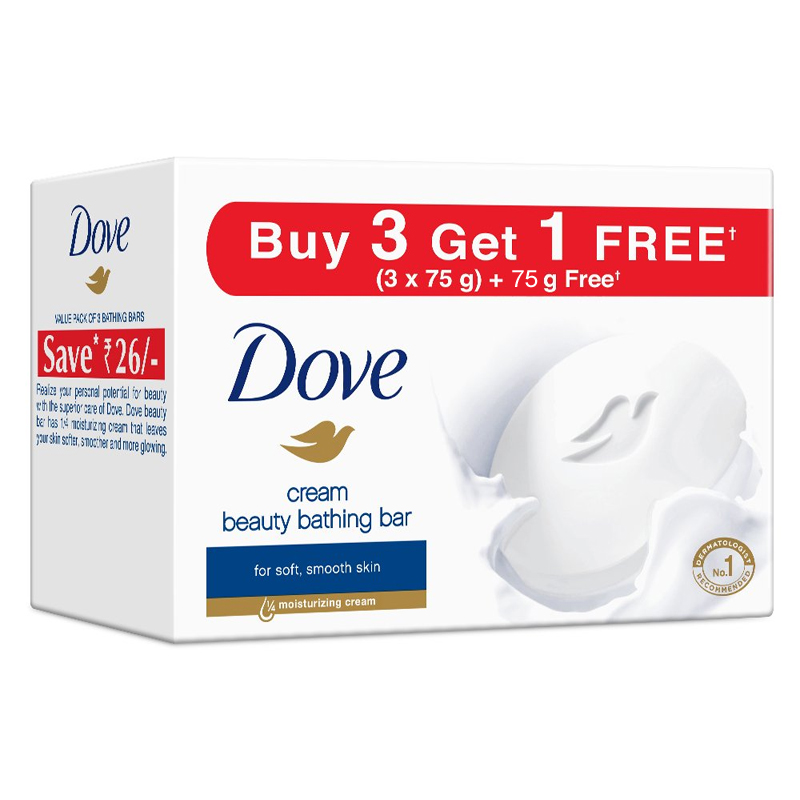 Dove
VALUE PACK OF 3 BATHING BARS
Save* ₹26/-
Realize your personal potential for beauty
with the superior care of Dove. Dove beauty
bar has 1/4 moisturizing cream that leaves
your skin softer, smoother and more glowing.
Buy 3 Get 1 FREE†
(3 x 75 g) + 75 g Free†
Dove
cream
beauty bathing bar
for soft, smooth skin
¼ moisturizing cream
DERMATOLOGIST
No.1
RECOMMENDED